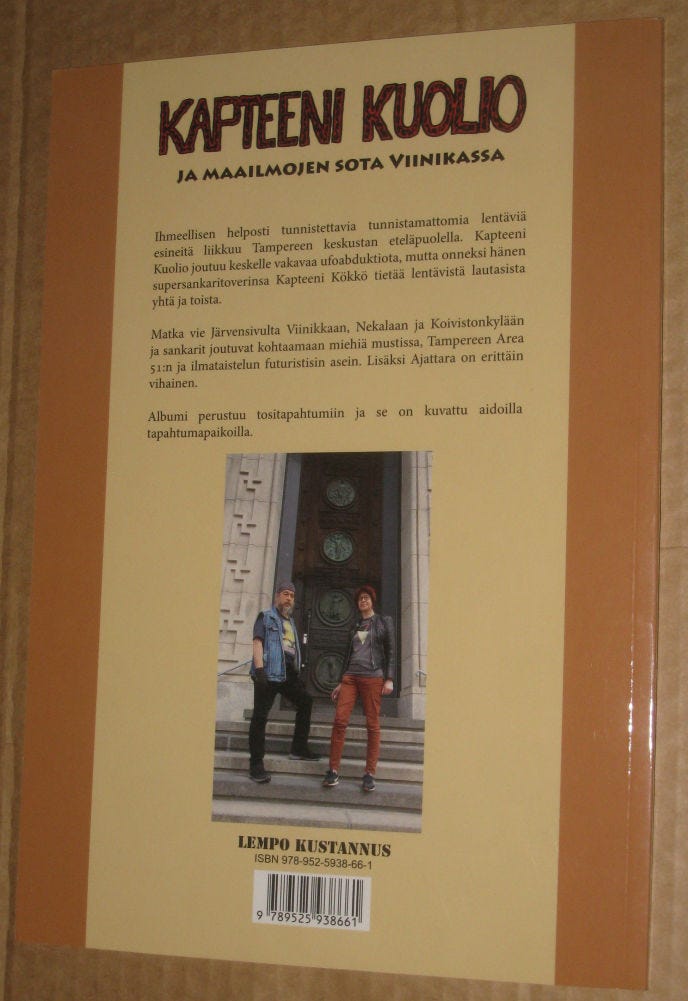 KAPTEENI KUOLIO
JA MAAILMOJEN SOTA VIINIKASSA
Ihmeellisen helposti tunnistettavia tunnistamattomia lentäviä
esineitä liikkuu Tampereen keskustan eteläpuolella. Kapteeni
Kuolio joutuu keskelle vakavaa ufoabduktiota, mutta onneksi hänen
supersankaritoverinsa Kapteeni Kökkö tietää lentävistä lautasista
yhtä ja toista.
Matka vie Järvensivulta Viinikkaan, Nekalaan ja Koivistonkylään
ja sankarit joutuvat kohtaamaan miehiä mustissa, Tampereen Area
51:n ja ilmataistelun futuristisin asein. Lisäksi Ajattara on erittäin
vihainen.
Albumi perustuu tositapahtumiin ja se on kuvattu aidoilla
tapahtumapaikoilla.
LEMPO KUSTANNUS
ISBN 978-952-5938-66-1
9 789525 938661